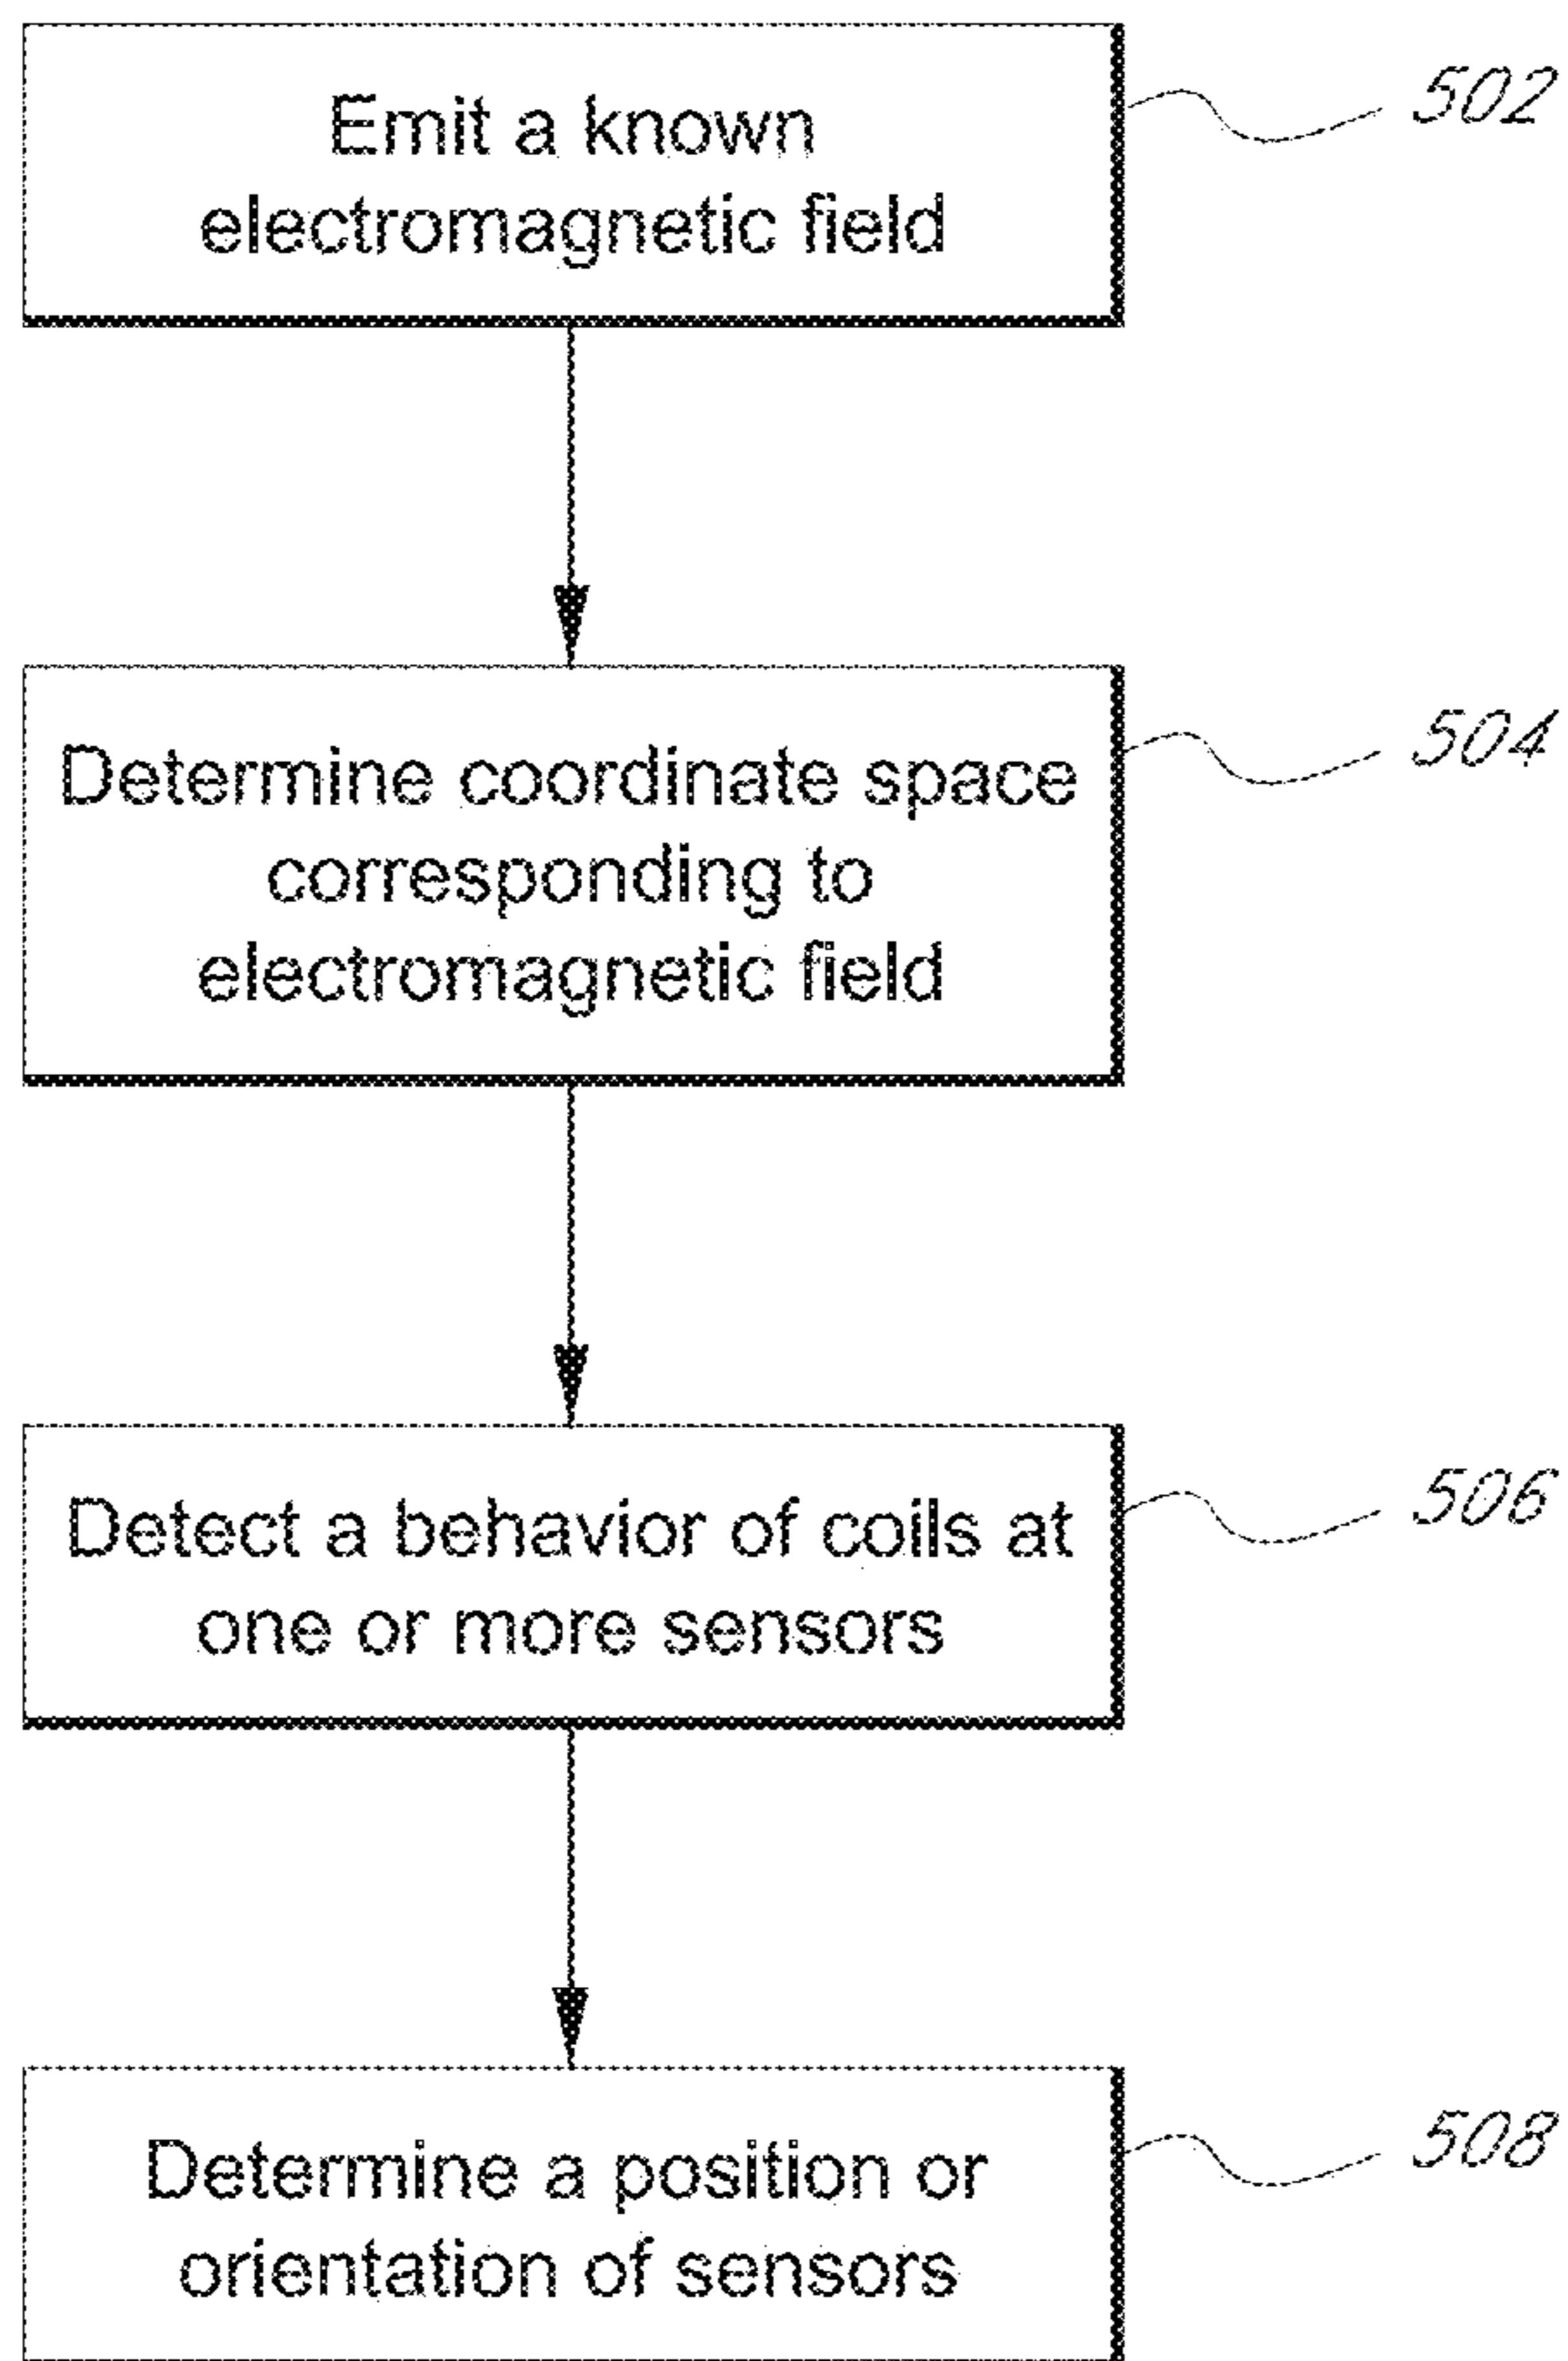 Emit a known
electromagnetic field
502
Determine coordinate space
corresponding to
electromagnetic field
504
Detect a behavior of coils at
one or more sensors
506
Determine a position or
orientation of sensors
508